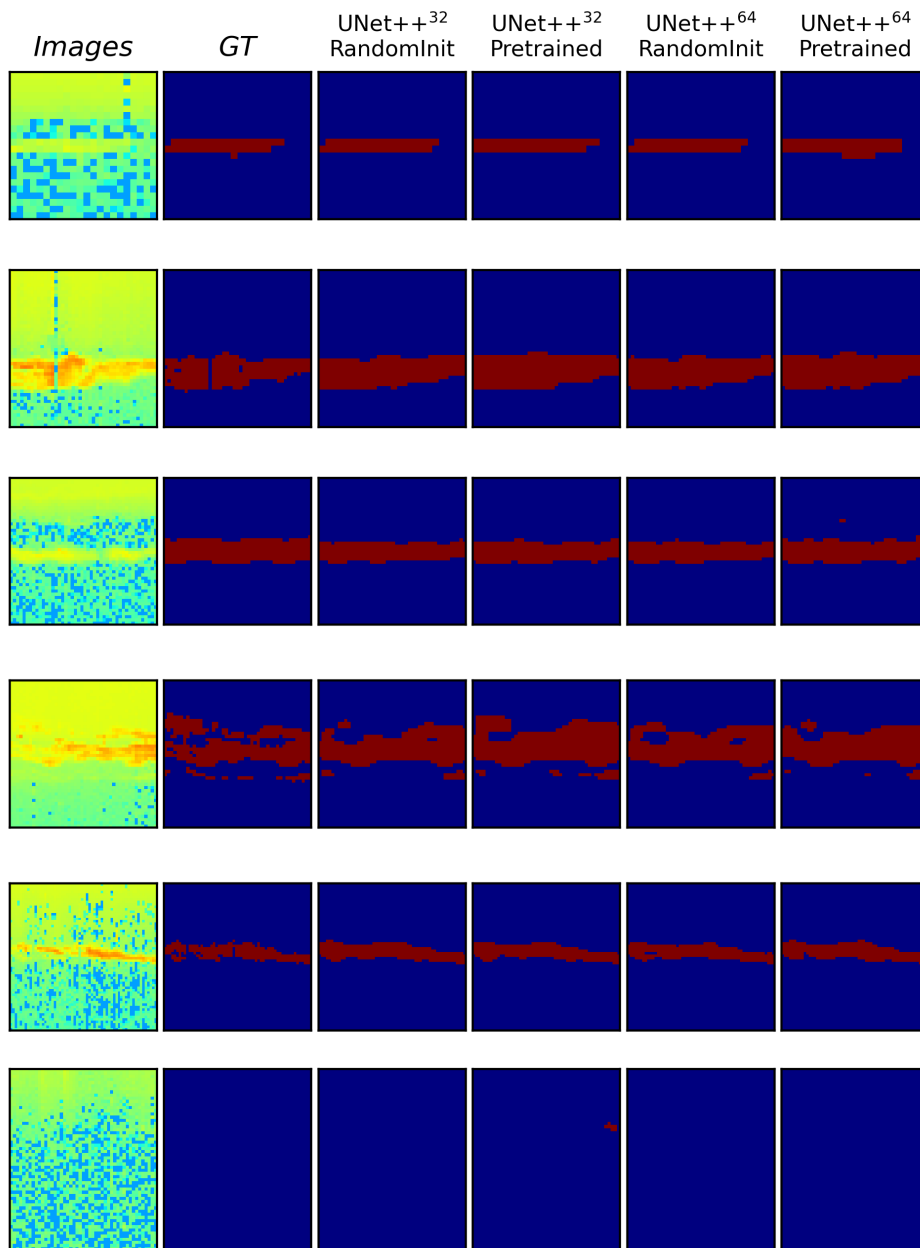 Images
GT
UNet++³²
RandomInit
UNet++³²
Pretrained
UNet++⁶⁴
RandomInit
UNet++⁶⁴
Pretrained